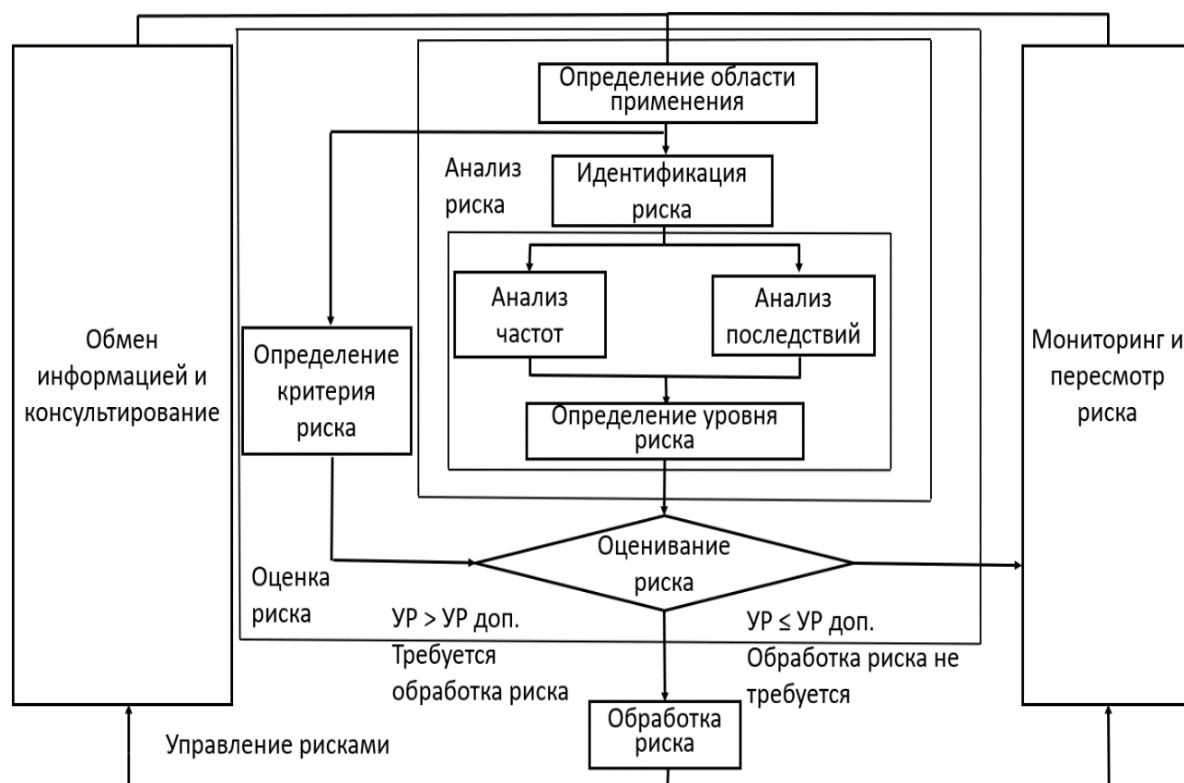 Определение области
применения
Анализ
риска
Идентификация
риска
Анализ
частот
Анализ
последствий
Обмен
информацией и
консультирование
Определение
критерия
риска
Определение уровня
риска
Мониторинг и
пересмотр
риска
Оценивание
риска
Оценка
риска
УР > УР доп.
Требуется
обработка риска
УР ≤ УР доп.
Обработка риска не
требуется
Обработка
риска
Управление рисками